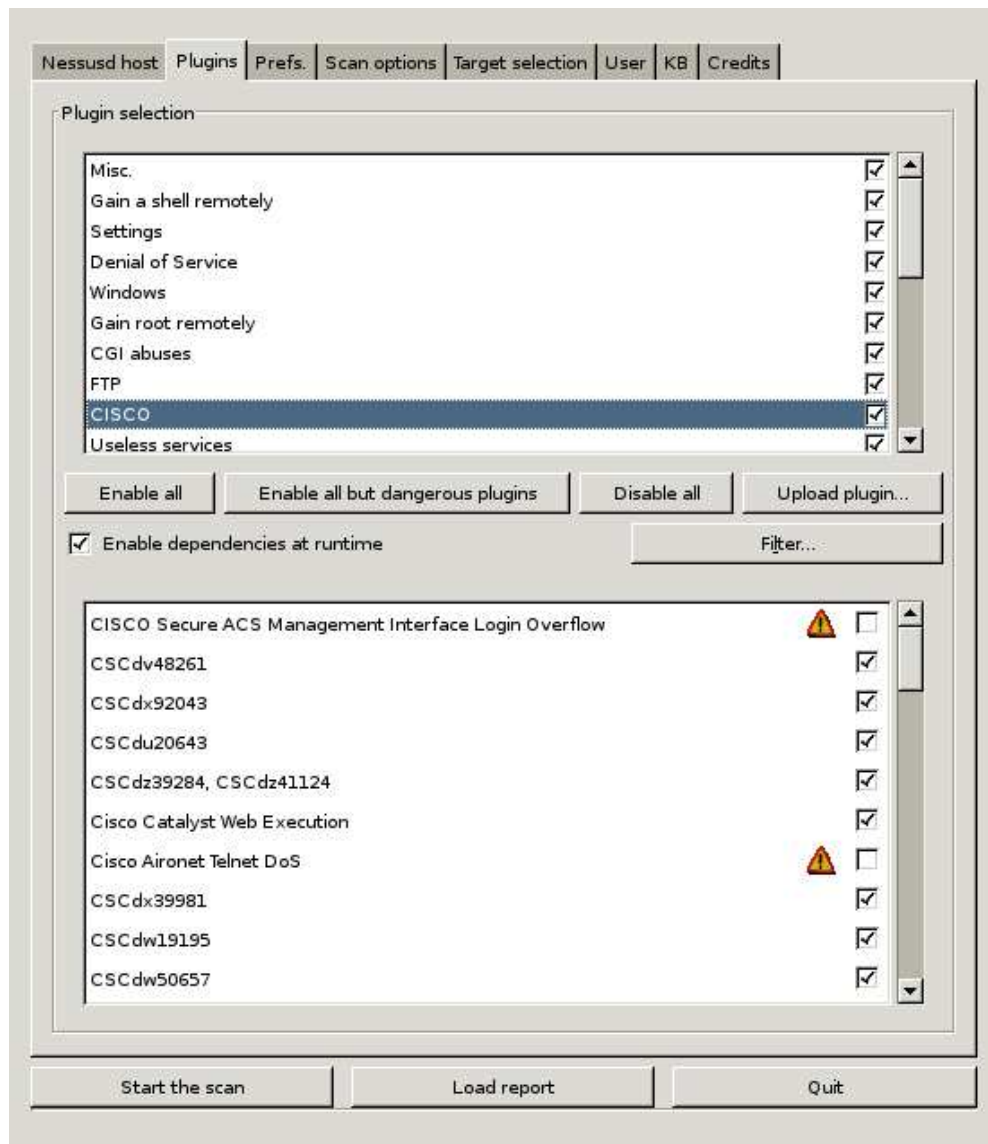 Nessusd host Plugins Prefs. Scan options Target selection User KB Credits
Plugin selection
Misc.
Gain a shell remotely
Settings
Denial of Service
Windows
Gain root remotely
CGI abuses
FTP
CISCO
Useless services
Enable all Enable all but dangerous plugins Disable all Upload plugin...
Enable dependencies at runtime Filter...
CISCO Secure ACS Management Interface Login Overflow
CSCdv48261
CSCdx92043
CSCdu20643
CSCdz39284, CSCdz41124
Cisco Catalyst Web Execution
Cisco Aironet Telnet DoS
CSCdx39981
CSCdw19195
CSCdw50657
Start the scan Load report Quit